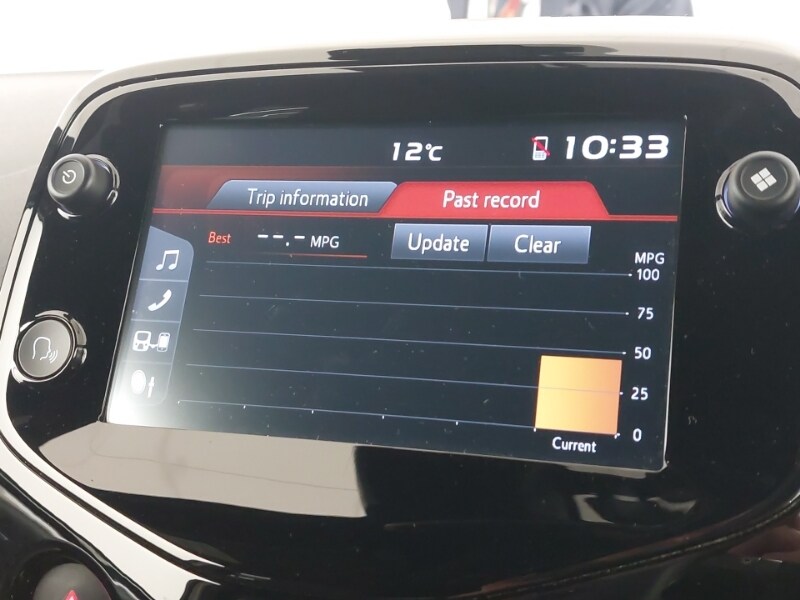 12°C 10:33
Trip information Past record
Best --.- MPG Update Clear
MPG
100
75
50
25
0
Current